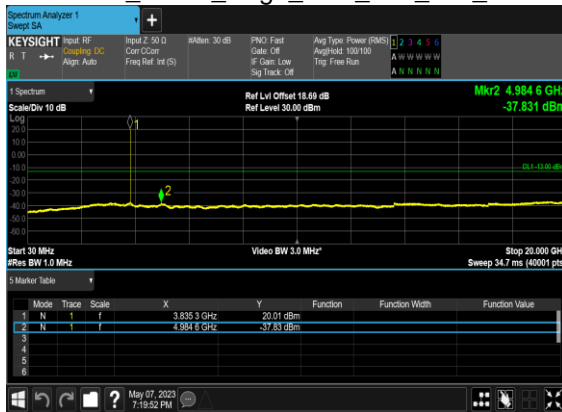 Spectrum Analyzer 1
Swept SA
KEYSIGHT
R T
Input: RF
Coupling: DC
Align: Auto
Input Z: 50 Ω
Corr CCorr
Freq Ref: Int (S)
#Atten: 30 dB
PNO: Fast
Gate: Off
IF Gain: Low
Sig Track: Off
Avg Type: Power (RMS)
Avg|Hold: 100/100
Trig: Free Run
1 2 3 4 5 6
A W W W W W
A N N N N N
1 Spectrum
Scale/Div 10 dB
Ref Lvl Offset 18.69 dB
Ref Level 30.00 dBm
Mkr2 4.984 6 GHz
-37.831 dBm
Log
20.0
10.0
0.00
-10.0
-20.0
-30.0
-40.0
-50.0
-60.0
1
2
DL1 -13.00 dBm
Start 30 MHz
#Res BW 1.0 MHz
Video BW 3.0 MHz*
Stop 20.000 GHz
Sweep 34.7 ms (40001 pts)
5 Marker Table
Mode Trace Scale X Y Function Function Width Function Value
1 N 1 f 3.835 3 GHz 20.01 dBm
2 N 1 f 4.984 6 GHz -37.83 dBm
3
4
5
6
May 07, 2023
7:19:52 PM